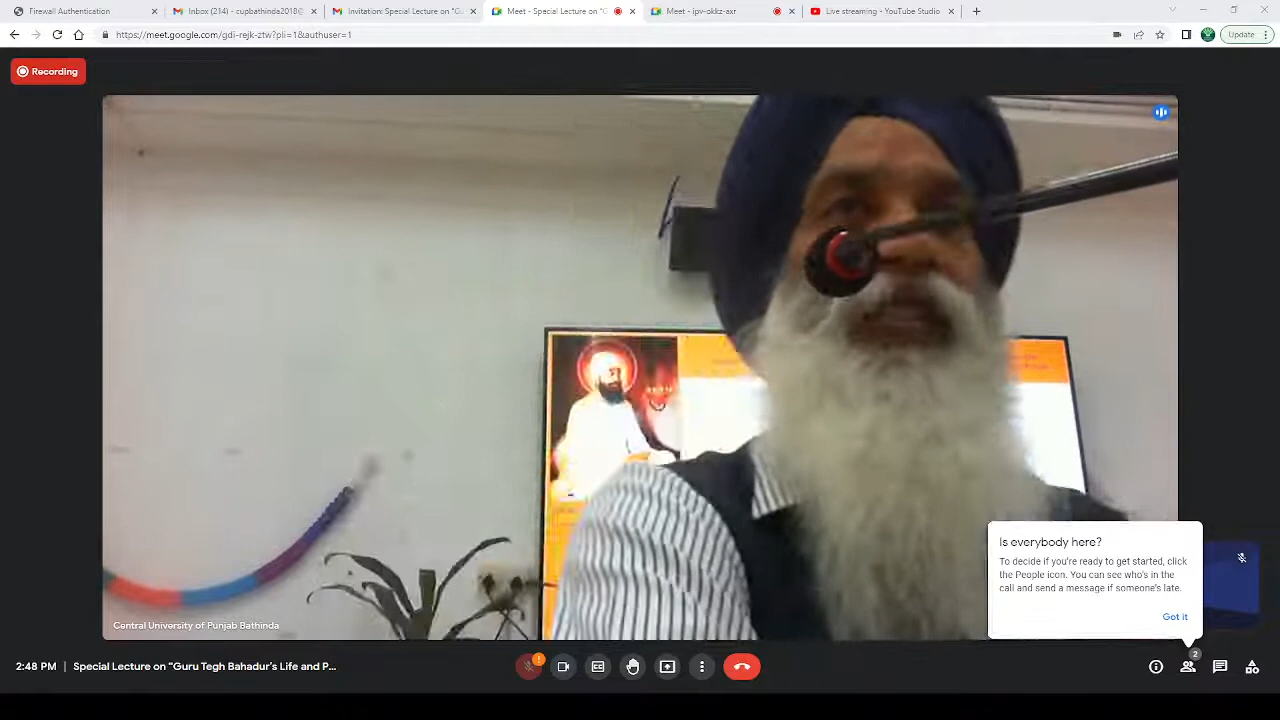 Firewall Authentication
Inbox (214) - cupbathinda2018@
Invitation: Special Lecture on "Gu
Meet - Special Lecture on "G
Meet - ipv-okkz-axr
Live streaming - YouTube Studio
https://meet.google.com/gdi-rejk-ztw?pli=1&authuser=1
Update
Recording
Is everybody here?
To decide if you're ready to get started, click
the People icon. You can see who's in the
call and send a message if someone's late.
Got it
Central University of Punjab Bathinda
2:48 PM | Special Lecture on "Guru Tegh Bahadur's Life and P...
2